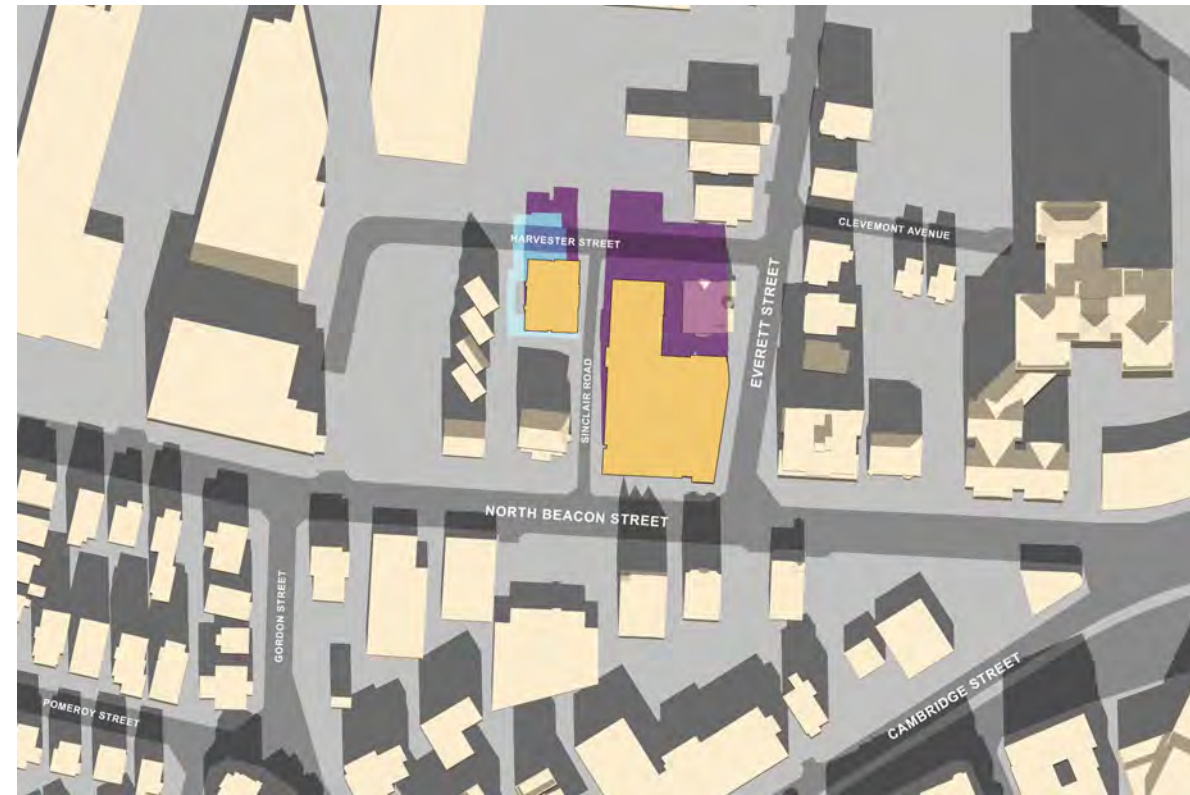 HARVESTER STREET
CLEVEMONT AVENUE
EVERETT STREET
SINCLAIR ROAD
NORTH BEACON STREET
GORDON STREET
CAMBRIDGE STREET
POMEROY STREET